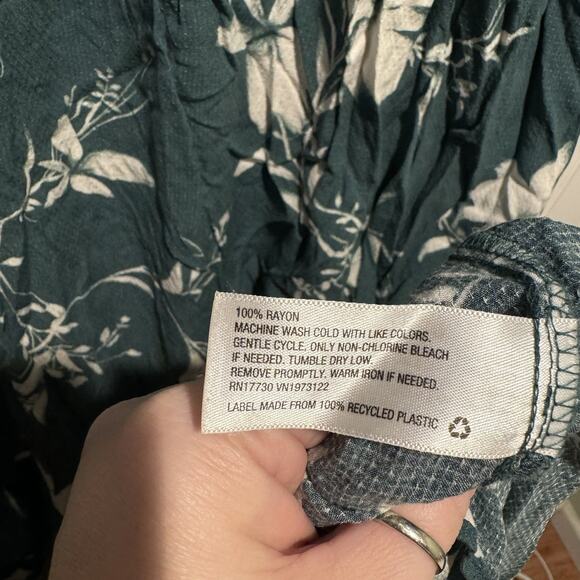 100% RAYON
MACHINE WASH COLD WITH LIKE COLORS.
GENTLE CYCLE. ONLY NON-CHLORINE BLEACH
IF NEEDED. TUMBLE DRY LOW.
REMOVE PROMPTLY. WARM IRON IF NEEDED.
RN17730 VN1973122
LABEL MADE FROM 100% RECYCLED PLASTIC